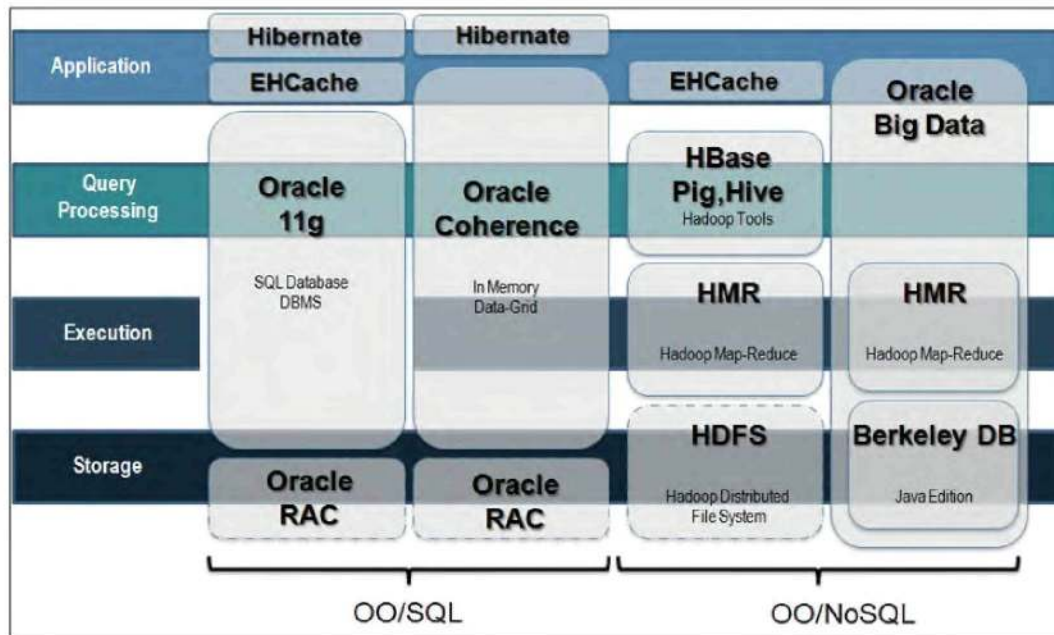 Application
Query
Processing
Execution
Storage
Hibernate
EHCache
Oracle
11g
SQL Database
DBMS
Oracle
RAC
Hibernate
Oracle
Coherence
In Memory
Data-Grid
Oracle
RAC
EHCache
HBase
Pig,Hive
Hadoop Tools
HMR
Hadoop Map-Reduce
HDFS
Hadoop Distributed
File System
Oracle
Big Data
HMR
Hadoop Map-Reduce
Berkeley DB
Java Edition
OO/SQL
OO/NoSQL